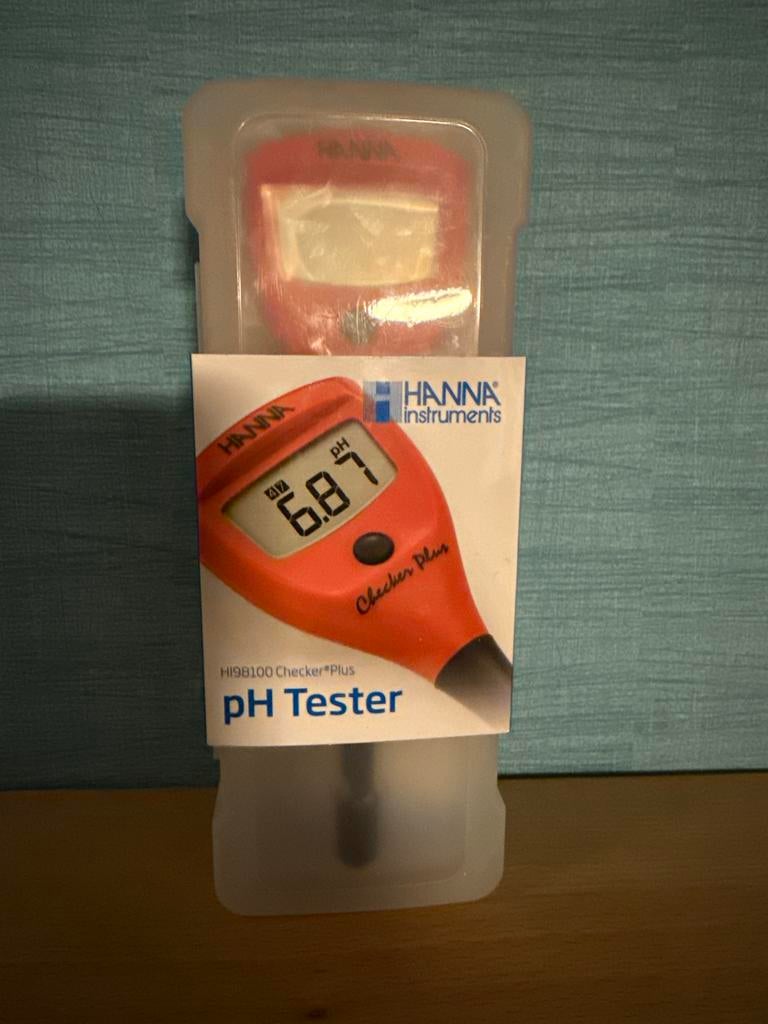 HANNA
HANNA
instruments
HANNA
pH
6.87
Checker Plus
HI98100 Checker®Plus
pH Tester